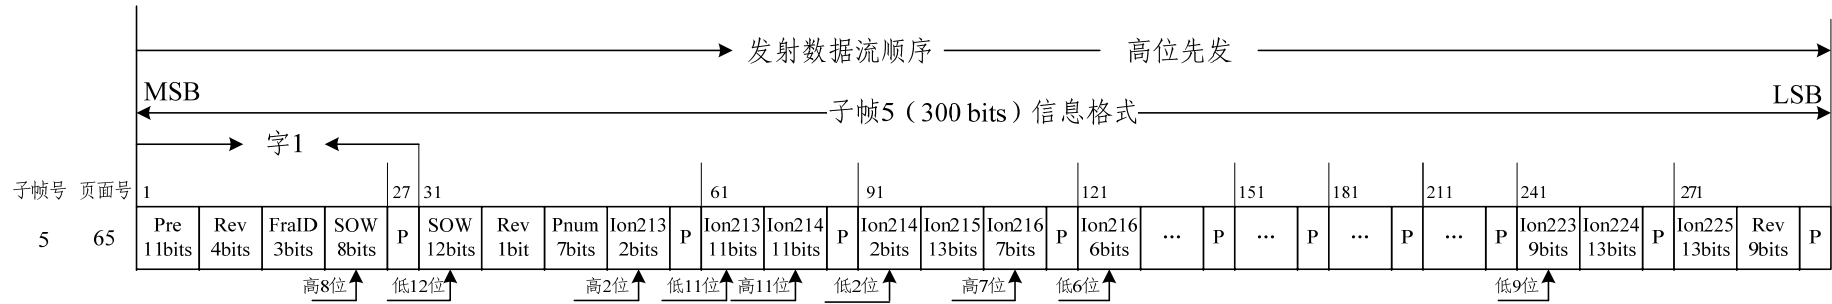 发射数据流顺序 高位先发
MSB LSB
子帧5（300 bits）信息格式
字1
子帧号 页面号 1 27 31 61 91 121 151 181 211 241 271
Pre Rev FraID SOW SOW Rev Pnum Ion213 Ion213 Ion214 Ion214 Ion215 Ion216 Ion216 Ion223 Ion224 Ion225 Rev
5 65 P P P P P P P P P P
... ... ... ...
11bits 4bits 3bits 8bits 12bits 1bit 7bits 2bits 11bits 11bits 2bits 13bits 7bits 6bits 9bits 13bits 13bits 9bits
高8位 低12位 高2位 低11位 高11位 低2位 高7位 低6位 低9位